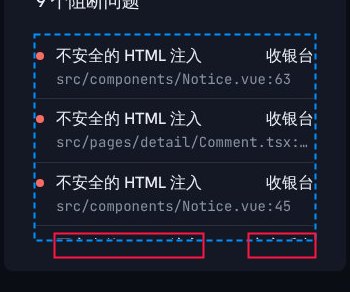 9 个阻断问题
不安全的 HTML 注入 收银台
src/components/Notice.vue:63
不安全的 HTML 注入 收银台
src/pages/detail/Comment.tsx:…
不安全的 HTML 注入 收银台
src/components/Notice.vue:45